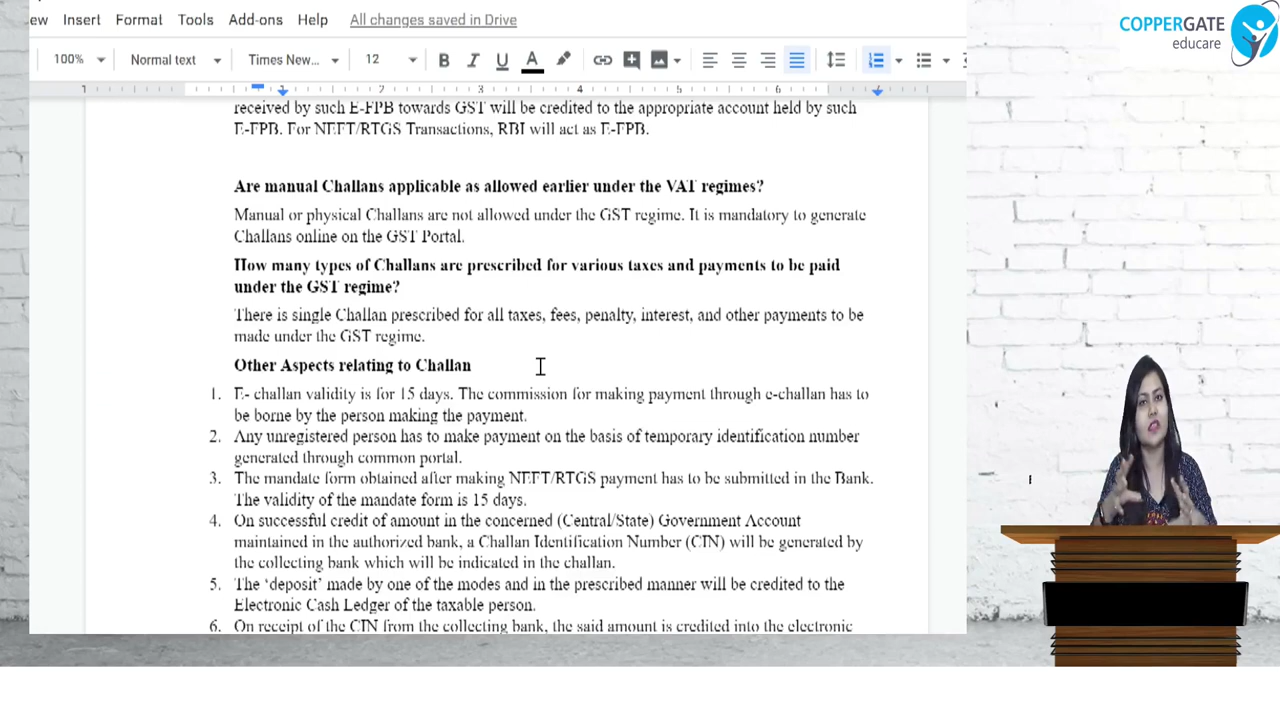 ew Insert Format Tools Add-ons Help All changes saved in Drive
COPPERGATE
educare
100% Normal text Times New... 12 B I U A
1 1 2 3 4 5 6
received by such E-FPB towards GST will be credited to the appropriate account held by such
E-FPB. For NEFT/RTGS Transactions, RBI will act as E-FPB.
Are manual Challans applicable as allowed earlier under the VAT regimes?
Manual or physical Challans are not allowed under the GST regime. It is mandatory to generate
Challans online on the GST Portal.
How many types of Challans are prescribed for various taxes and payments to be paid
under the GST regime?
There is single Challan prescribed for all taxes, fees, penalty, interest, and other payments to be
made under the GST regime.
Other Aspects relating to Challan
1. E- challan validity is for 15 days. The commission for making payment through e-challan has to
be borne by the person making the payment.
2. Any unregistered person has to make payment on the basis of temporary identification number
generated through common portal.
3. The mandate form obtained after making NEFT/RTGS payment has to be submitted in the Bank.
The validity of the mandate form is 15 days.
4. On successful credit of amount in the concerned (Central/State) Government Account
maintained in the authorized bank, a Challan Identification Number (CIN) will be generated by
the collecting bank which will be indicated in the challan.
5. The ‘deposit’ made by one of the modes and in the prescribed manner will be credited to the
Electronic Cash Ledger of the taxable person.
6. On receipt of the CIN from the collecting bank, the said amount is credited into the electronic